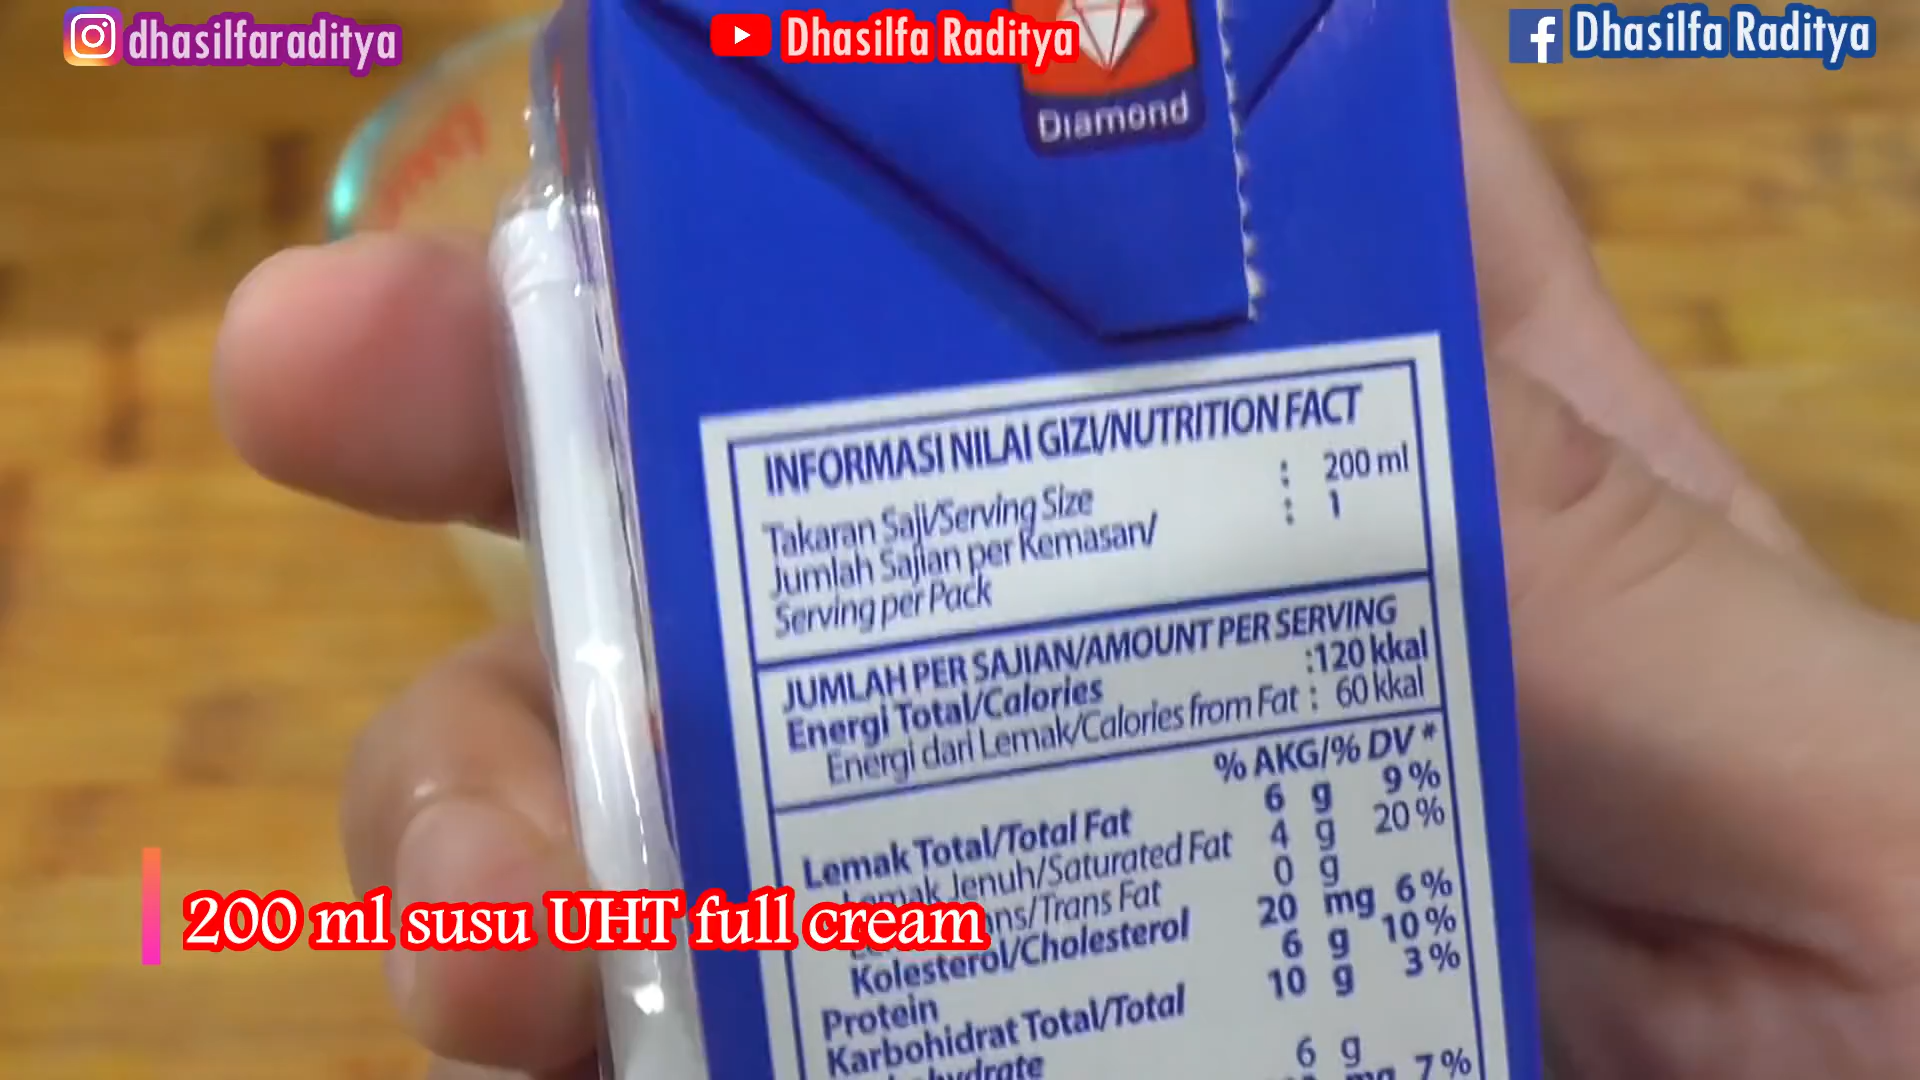 dhasilfaraditya
Dhasilfa Raditya
Dhasilfa Raditya
Diamond
INFORMASI NILAI GIZI/NUTRITION FACT
Takaran Saji/Serving Size : 200 ml
Jumlah Sajian per Kemasan/ : 1
Serving per Pack
JUMLAH PER SAJIAN/AMOUNT PER SERVING
Energi Total/Calories :120 kkal
Energi dari Lemak/Calories from Fat : 60 kkal
% AKG/% DV *
Lemak Total/Total Fat 6 g 9 %
Lemak Jenuh/Saturated Fat 4 g 20 %
Trans Fat 0 g
Kolesterol/Cholesterol 20 mg 6 %
Protein 6 g 10 %
Karbohidrat Total/Total 10 g 3 %
6 g
mg 7 %
200 ml susu UHT full cream